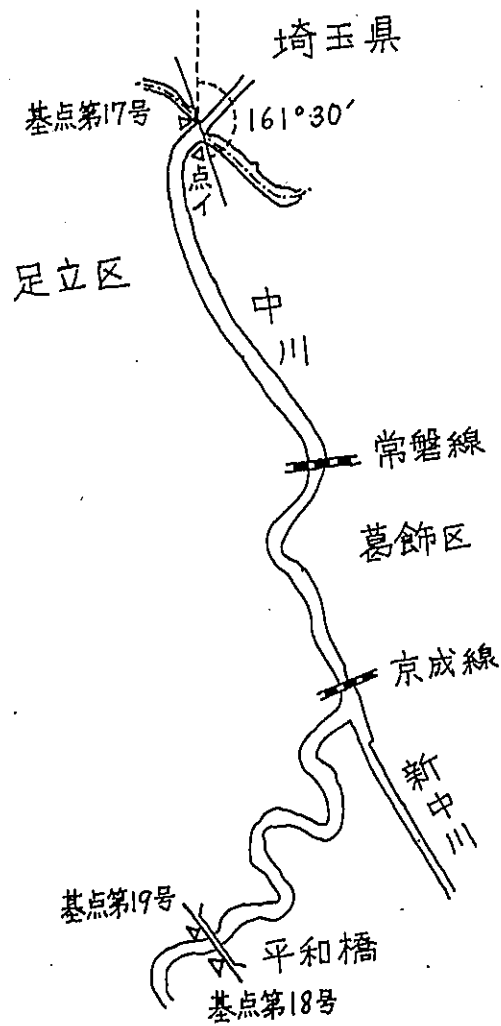 埼玉県
基点第17号
161°30′
点イ
足立区
中川
常磐線
葛飾区
京成線
新中川
基点第19号
平和橋
基点第18号